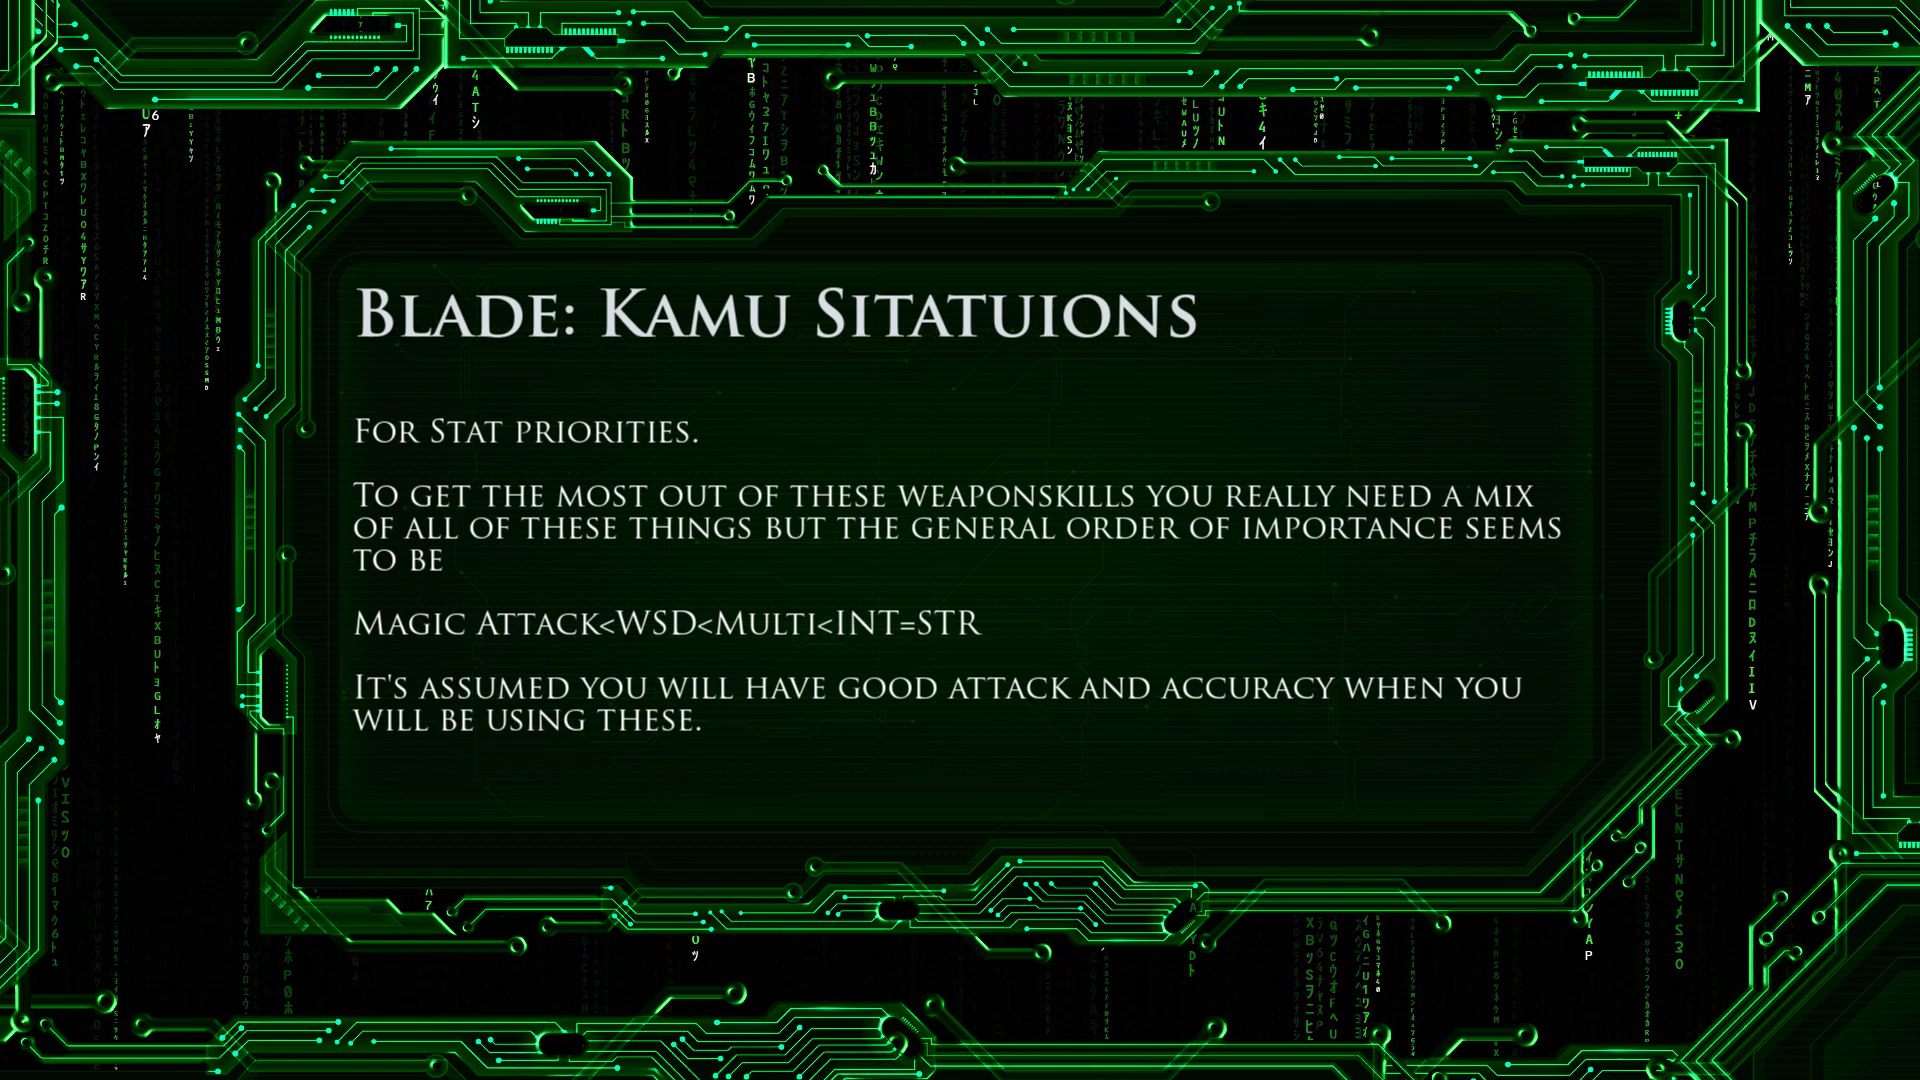 Blade: Kamu Sitatuions
For Stat priorities.
To get the most out of these weaponskills you really need a mix
of all of these things but the general order of importance seems
to be
Magic Attack<WSD<Multi<INT=STR
It's assumed you will have good attack and accuracy when you
will be using these.